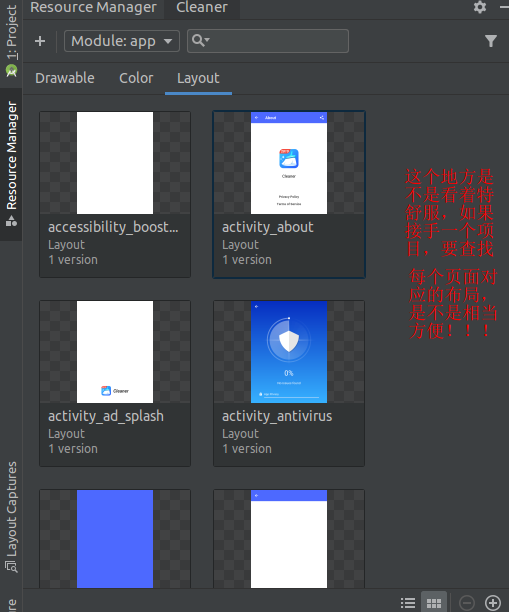 Resource Manager
Cleaner
1: Project
Resource Manager
Layout Captures
Module: app
Drawable
Color
Layout
About
Cleaner
Privacy Policy
Terms of Service
accessibility_boost...
Layout
1 version
activity_about
Layout
1 version
这个地方是
不是看着特
舒服，如果
接手一个项
目，要查找
每个页面对
应的布局，
是不是相当
方便！！！
Cleaner
activity_ad_splash
Layout
1 version
0%
activity_antivirus
Layout
1 version